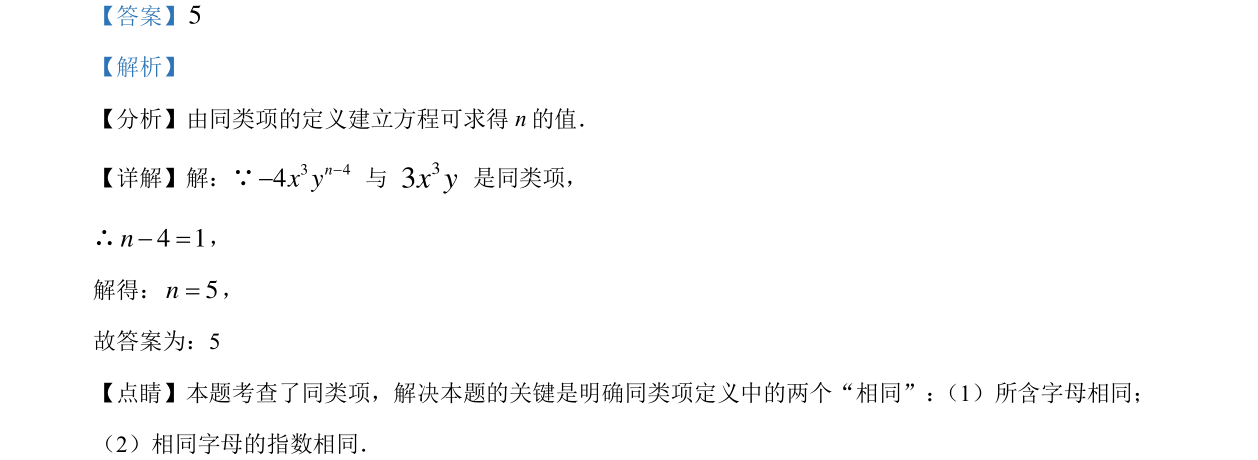 【答案】5
【解析】
【分析】由同类项的定义建立方程可求得 n 的值．
【详解】解：∵ −4x³yⁿ⁻⁴ 与 3x³y 是同类项，
∴ n − 4 = 1，
解得：n = 5，
故答案为：5
【点睛】本题考查了同类项，解决本题的关键是明确同类项定义中的两个“相同”：（1）所含字母相同；
（2）相同字母的指数相同．